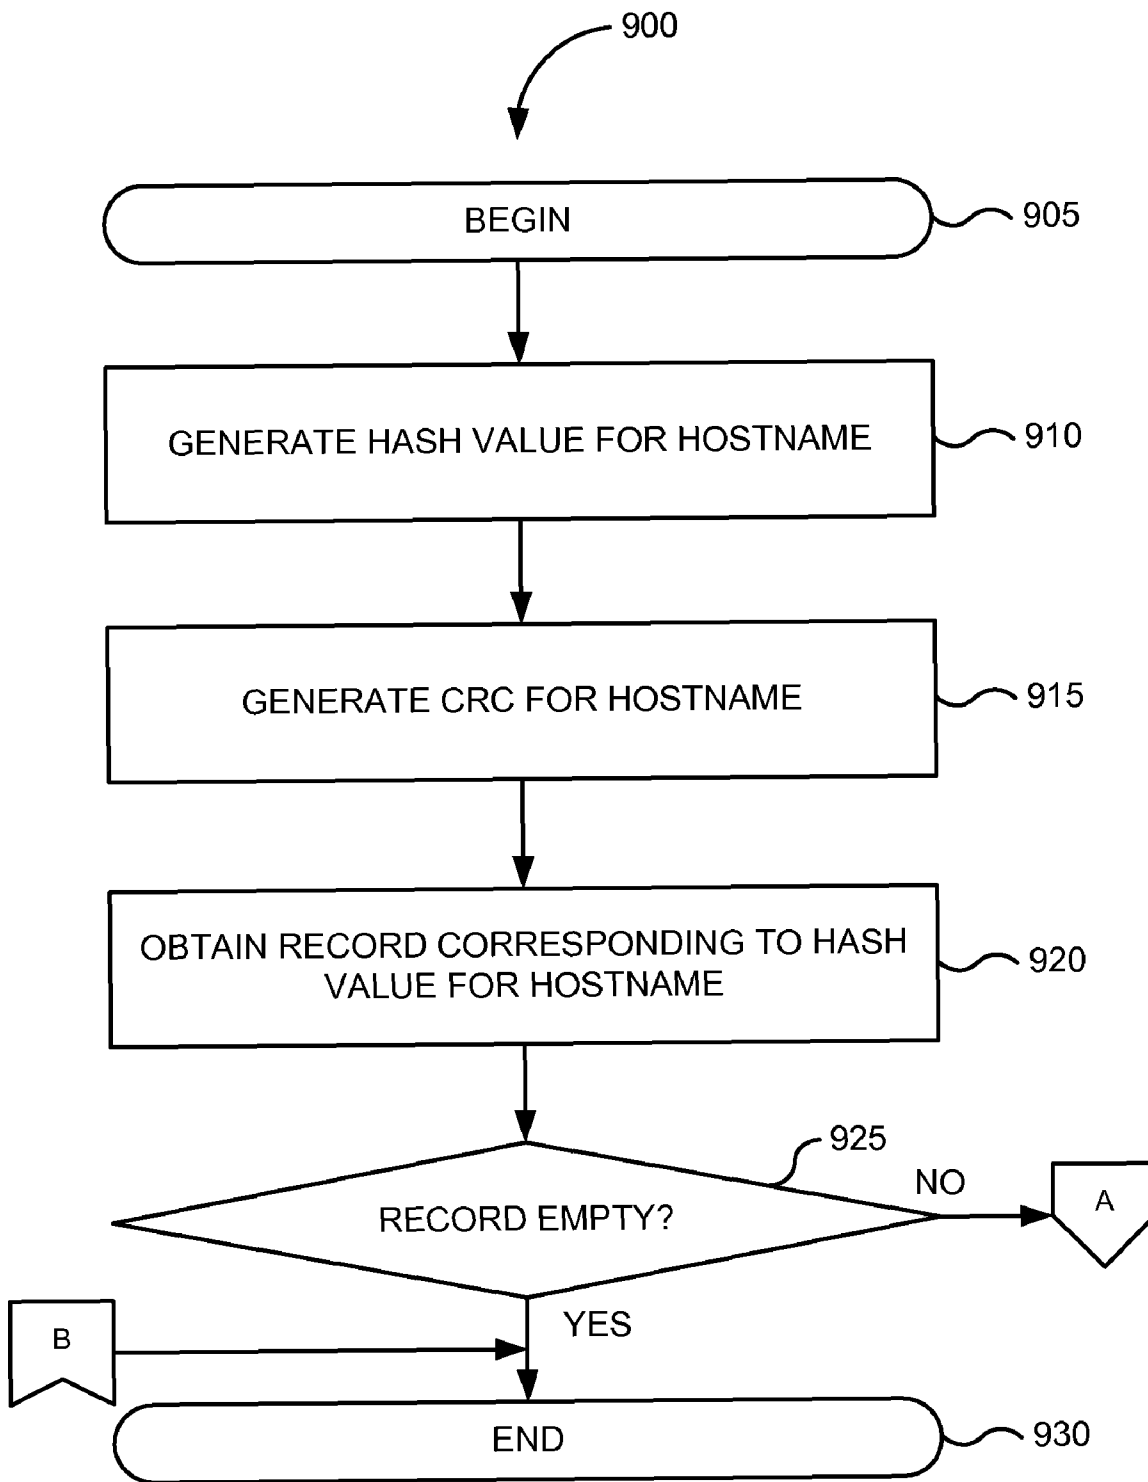 900
BEGIN
905
GENERATE HASH VALUE FOR HOSTNAME
910
GENERATE CRC FOR HOSTNAME
915
OBTAIN RECORD CORRESPONDING TO HASH
VALUE FOR HOSTNAME
920
925
RECORD EMPTY?
NO
A
YES
B
END
930